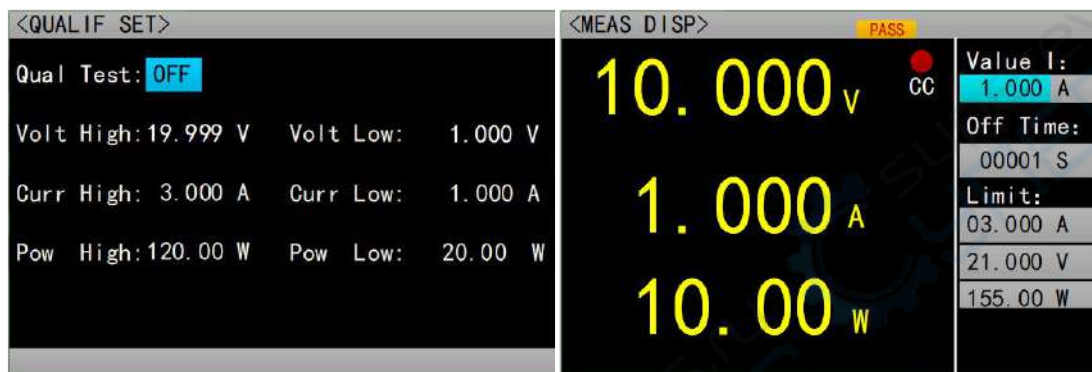 <QUALIF SET>
Qual Test: OFF
Volt High: 19.999 V Volt Low: 1.000 V
Curr High: 3.000 A Curr Low: 1.000 A
Pow High: 120.00 W Pow Low: 20.00 W
<MEAS DISP>
PASS
10.000 V
CC
1.000 A
10.00 W
Value I:
1.000 A
Off Time:
00001 S
Limit:
03.000 A
21.000 V
155.00 W